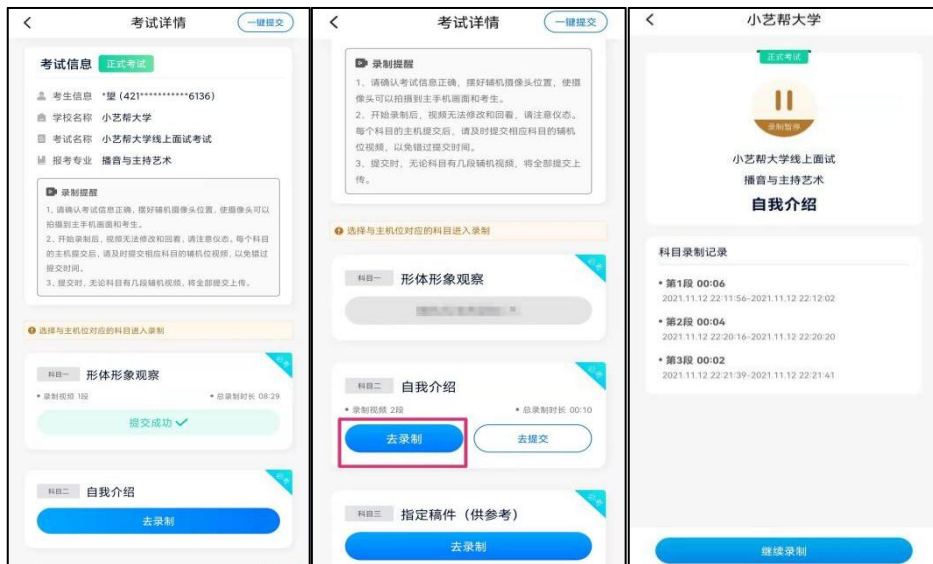 考试详情
一键提交
考试信息
正式考试
考生信息 *望 (421***********6136)
学校名称 小艺帮大学
考试名称 小艺帮大学线上面试考试
报考专业 播音与主持艺术
录制提醒
1、请确认考试信息正确，摆好辅机摄像头位置，使摄像头可以
拍摄到主手机画面和考生。
2、开始录制后，视频无法修改和回看，请注意仪态。每个科目
的主机提交后，请及时提交相应科目的辅机位视频，以免错过
提交时间。
3、提交时，无论科目有几段辅机视频，将全部提交上传。
选择与主机位对应的科目进入录制
科目一 形体形象观察
必考
• 录制视频 1段
• 总录制时长 08:29
提交成功
科目二 自我介绍
必考
去录制
考试详情
一键提交
录制提醒
1、请确认考试信息正确，摆好辅机摄像头位置，使摄
像头可以拍摄到主手机画面和考生。
2、开始录制后，视频无法修改和回看，请注意仪态。
每个科目的主机提交后，请及时提交相应科目的辅机
位视频，以免错过提交时间。
3、提交时，无论科目有几段辅机视频，将全部提交上
传。
选择与主机位对应的科目进入录制
科目一 形体形象观察
必考
科目二 自我介绍
必考
• 录制视频 2段
• 总录制时长 00:10
去录制
去提交
科目三 指定稿件（供参考）
必考
去录制
小艺帮大学
正式考试
录制暂停
小艺帮大学线上面试
播音与主持艺术
自我介绍
科目录制记录
• 第1段 00:06
2021.11.12 22:11:56-2021.11.12 22:12:02
• 第2段 00:04
2021.11.12 22:20:16-2021.11.12 22:20:20
• 第3段 00:02
2021.11.12 22:21:39-2021.11.12 22:21:41
继续录制